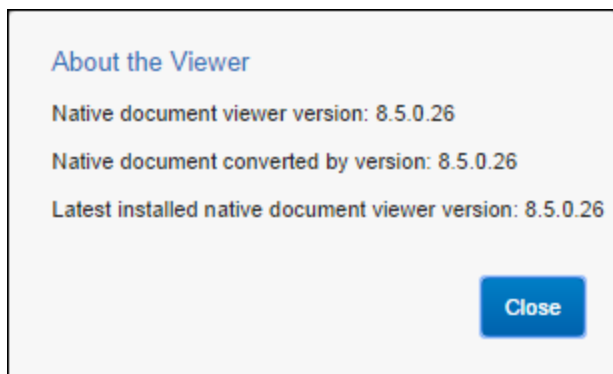 About the Viewer
Native document viewer version: 8.5.0.26
Native document converted by version: 8.5.0.26
Latest installed native document viewer version: 8.5.0.26
Close